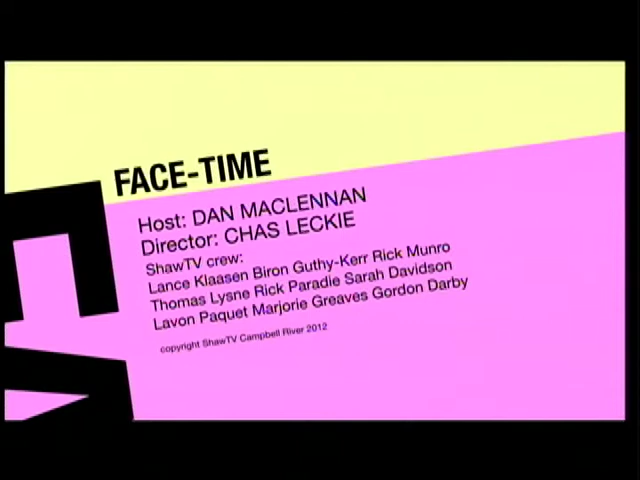 FACE-TIME
Host: DAN MACLENNAN
Director: CHAS LECKIE
ShawTV crew:
Lance Klaasen Biron Guthy-Kerr Rick Munro
Thomas Lysne Rick Paradie Sarah Davidson
Lavon Paquet Marjorie Greaves Gordon Darby
copyright ShawTV Campbell River 2012